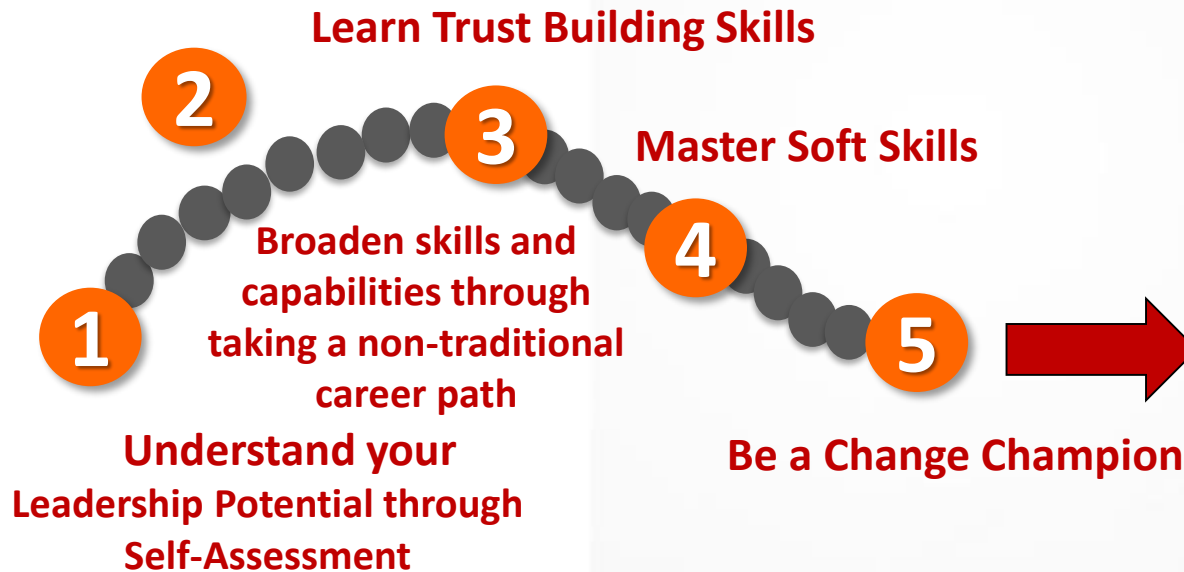 Learn Trust Building Skills
2
3
Master Soft Skills
Broaden skills and
capabilities through
taking a non-traditional
career path
4
1
5
Understand your
Leadership Potential through
Self-Assessment
Be a Change Champion